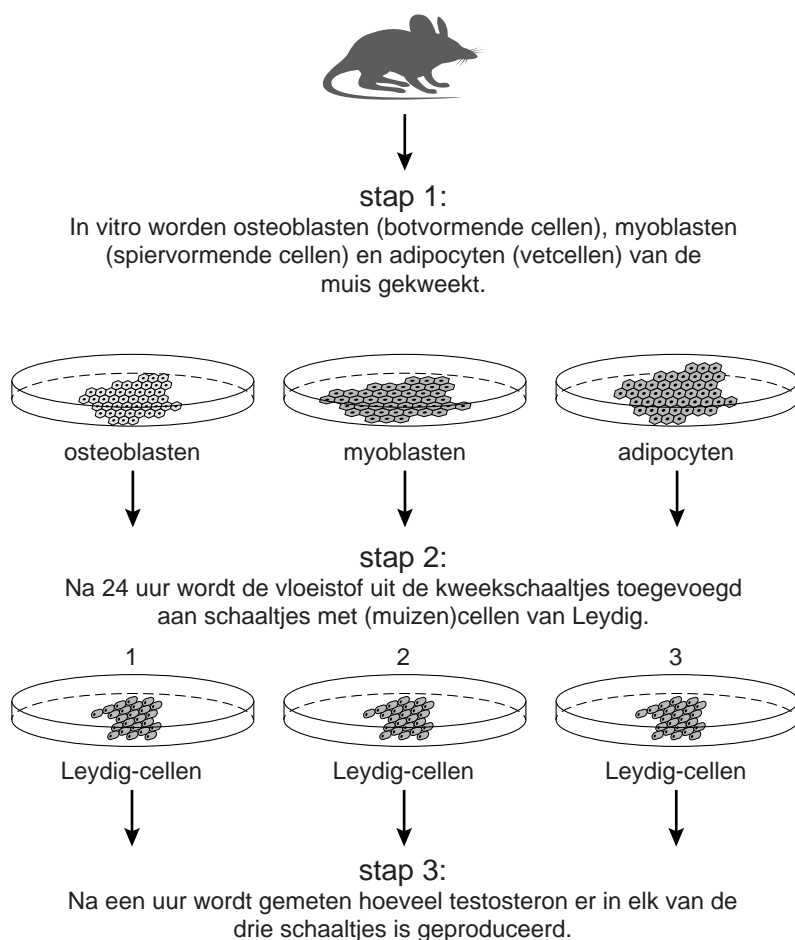 stap 1:
In vitro worden osteoblasten (botvormende cellen), myoblasten
(spiervormende cellen) en adipocyten (vetcellen) van de
muis gekweekt.
osteoblasten myoblasten adipocyten
stap 2:
Na 24 uur wordt de vloeistof uit de kweekschaaltjes toegevoegd
aan schaaltjes met (muizen)cellen van Leydig.
1 2 3
Leydig-cellen Leydig-cellen Leydig-cellen
stap 3:
Na een uur wordt gemeten hoeveel testosteron er in elk van de
drie schaaltjes is geproduceerd.